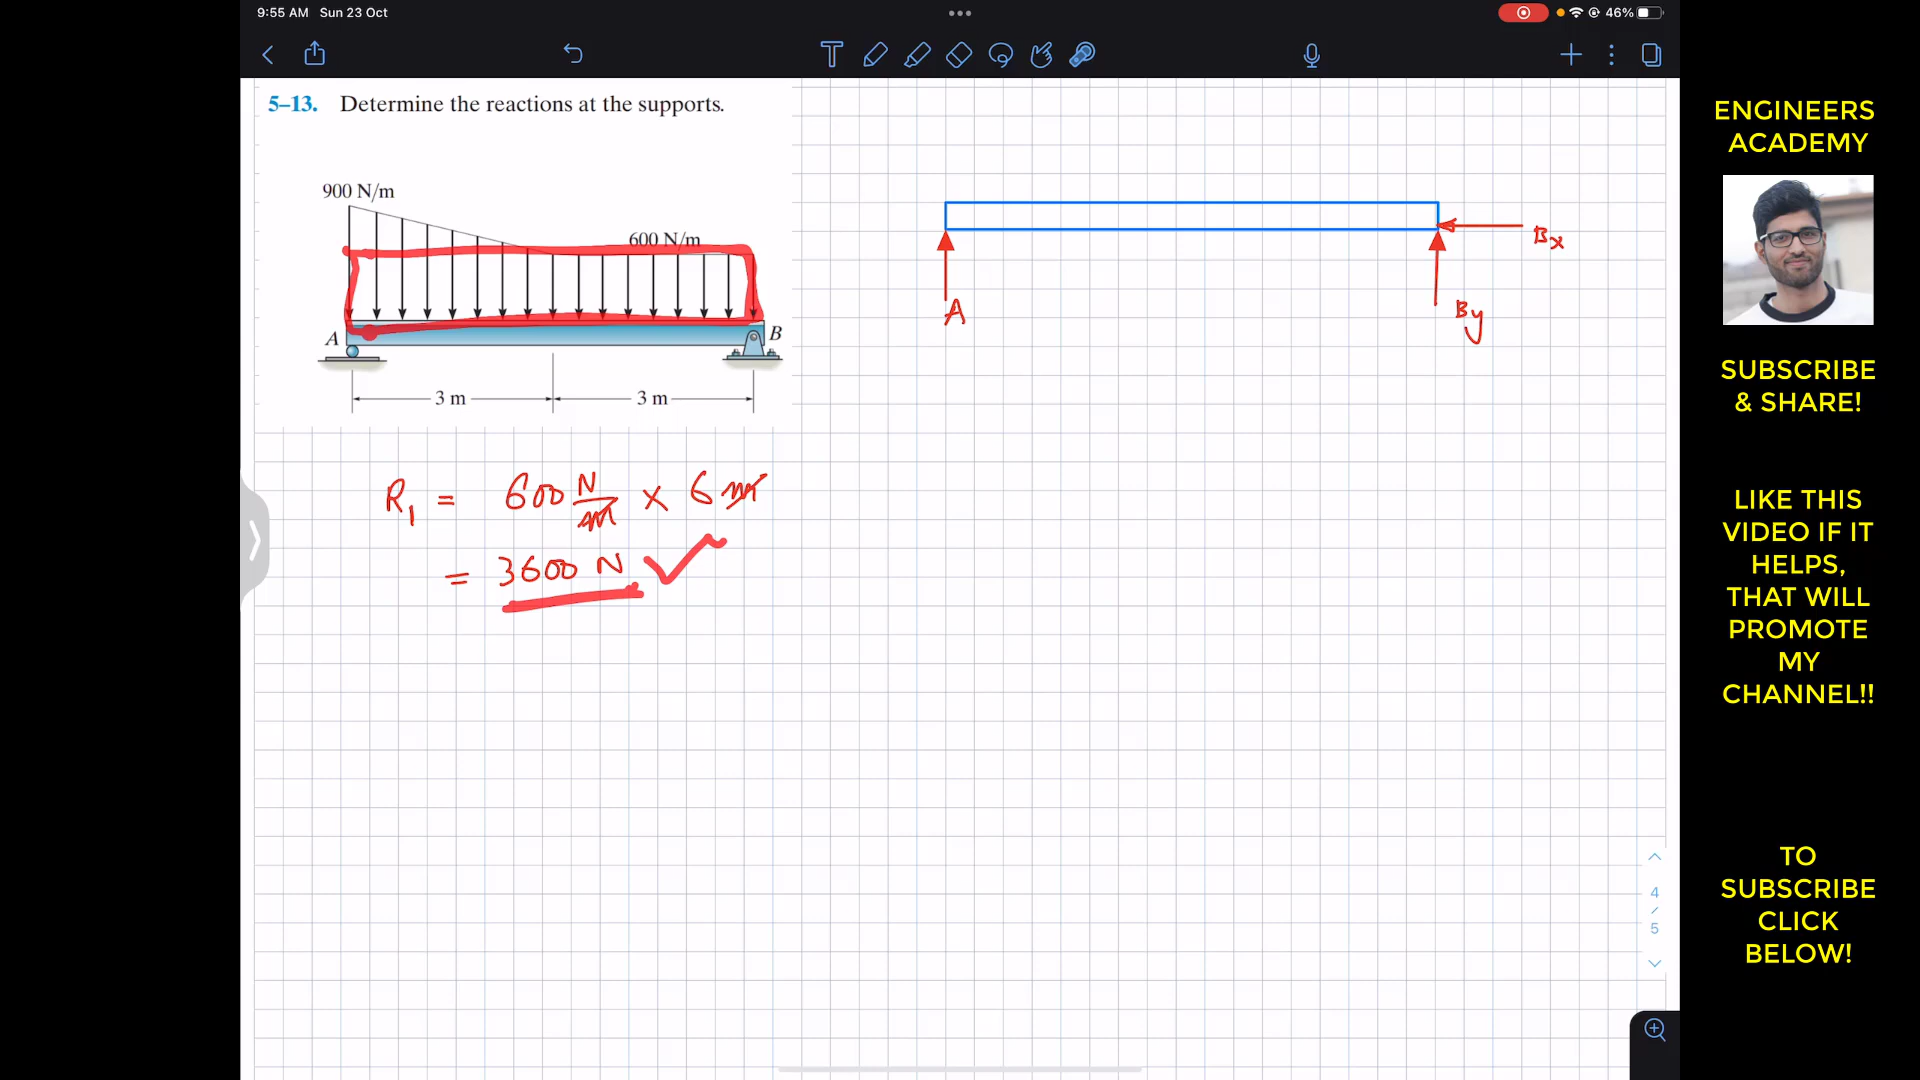 9:55 AM Sun 23 Oct
46%
5–13. Determine the reactions at the supports.
900 N/m
600 N/m
A
B
3 m
3 m
A
Bx
By
R1 = 600 N/m × 6 m
= 3600 N
4
5
ENGINEERS
ACADEMY
SUBSCRIBE
& SHARE!
LIKE THIS
VIDEO IF IT
HELPS,
THAT WILL
PROMOTE
MY
CHANNEL!!
TO
SUBSCRIBE
CLICK
BELOW!